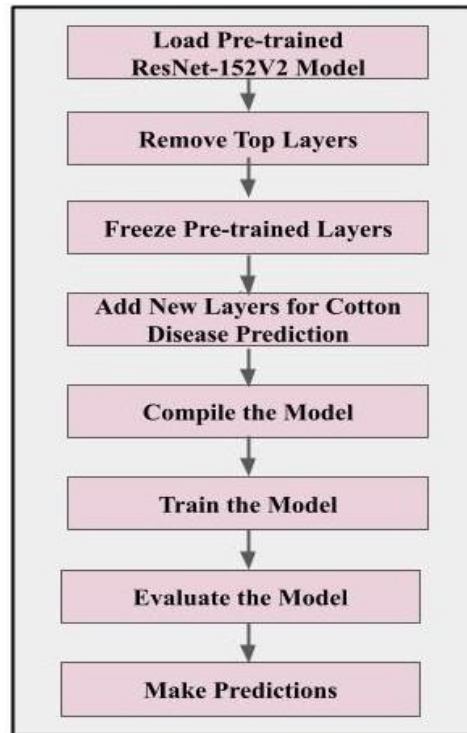 Load Pre-trained
ResNet-152V2 Model
Remove Top Layers
Freeze Pre-trained Layers
Add New Layers for Cotton
Disease Prediction
Compile the Model
Train the Model
Evaluate the Model
Make Predictions